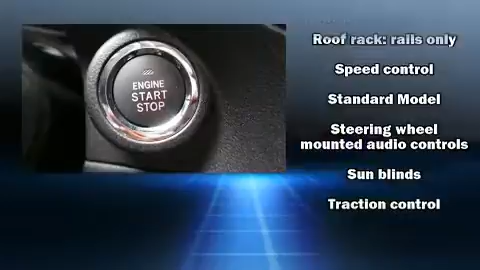 ENGINE
START
STOP
Roof rack: rails only
Speed control
Standard Model
Steering wheel
mounted audio controls
Sun blinds
Traction control